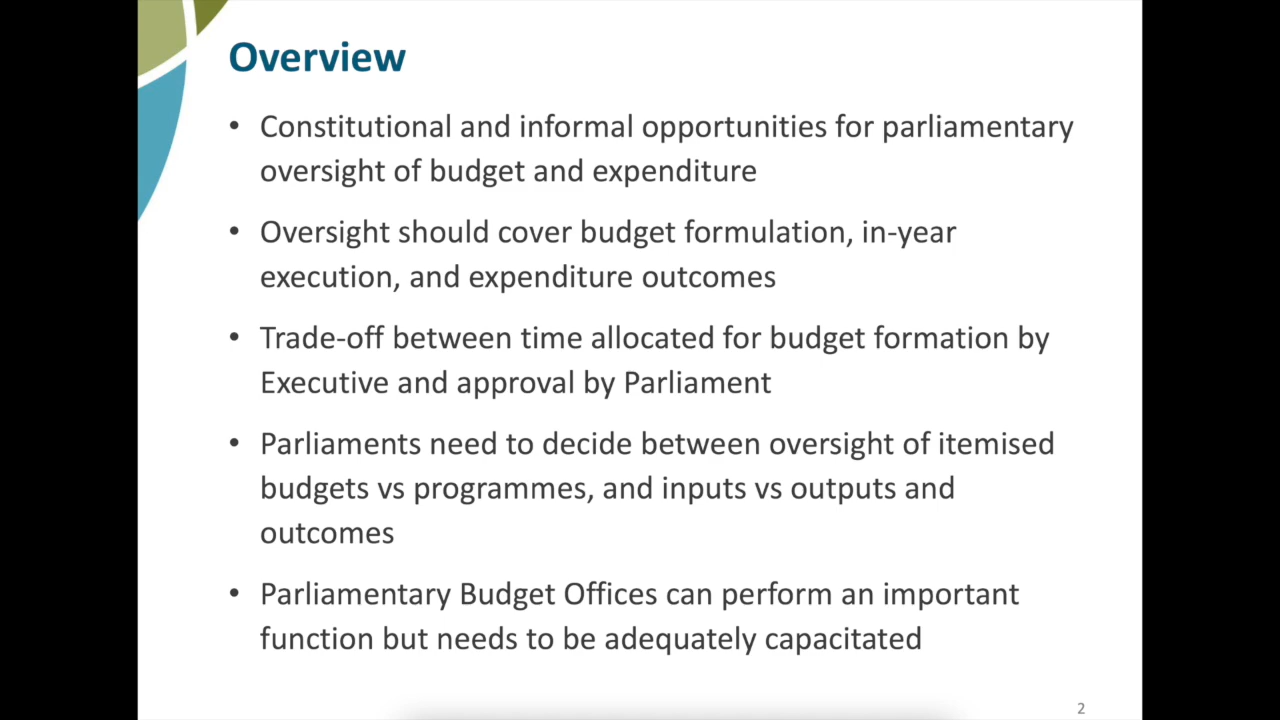 Overview
• Constitutional and informal opportunities for parliamentary
oversight of budget and expenditure
• Oversight should cover budget formulation, in-year
execution, and expenditure outcomes
• Trade-off between time allocated for budget formation by
Executive and approval by Parliament
• Parliaments need to decide between oversight of itemised
budgets vs programmes, and inputs vs outputs and
outcomes
• Parliamentary Budget Offices can perform an important
function but needs to be adequately capacitated
2